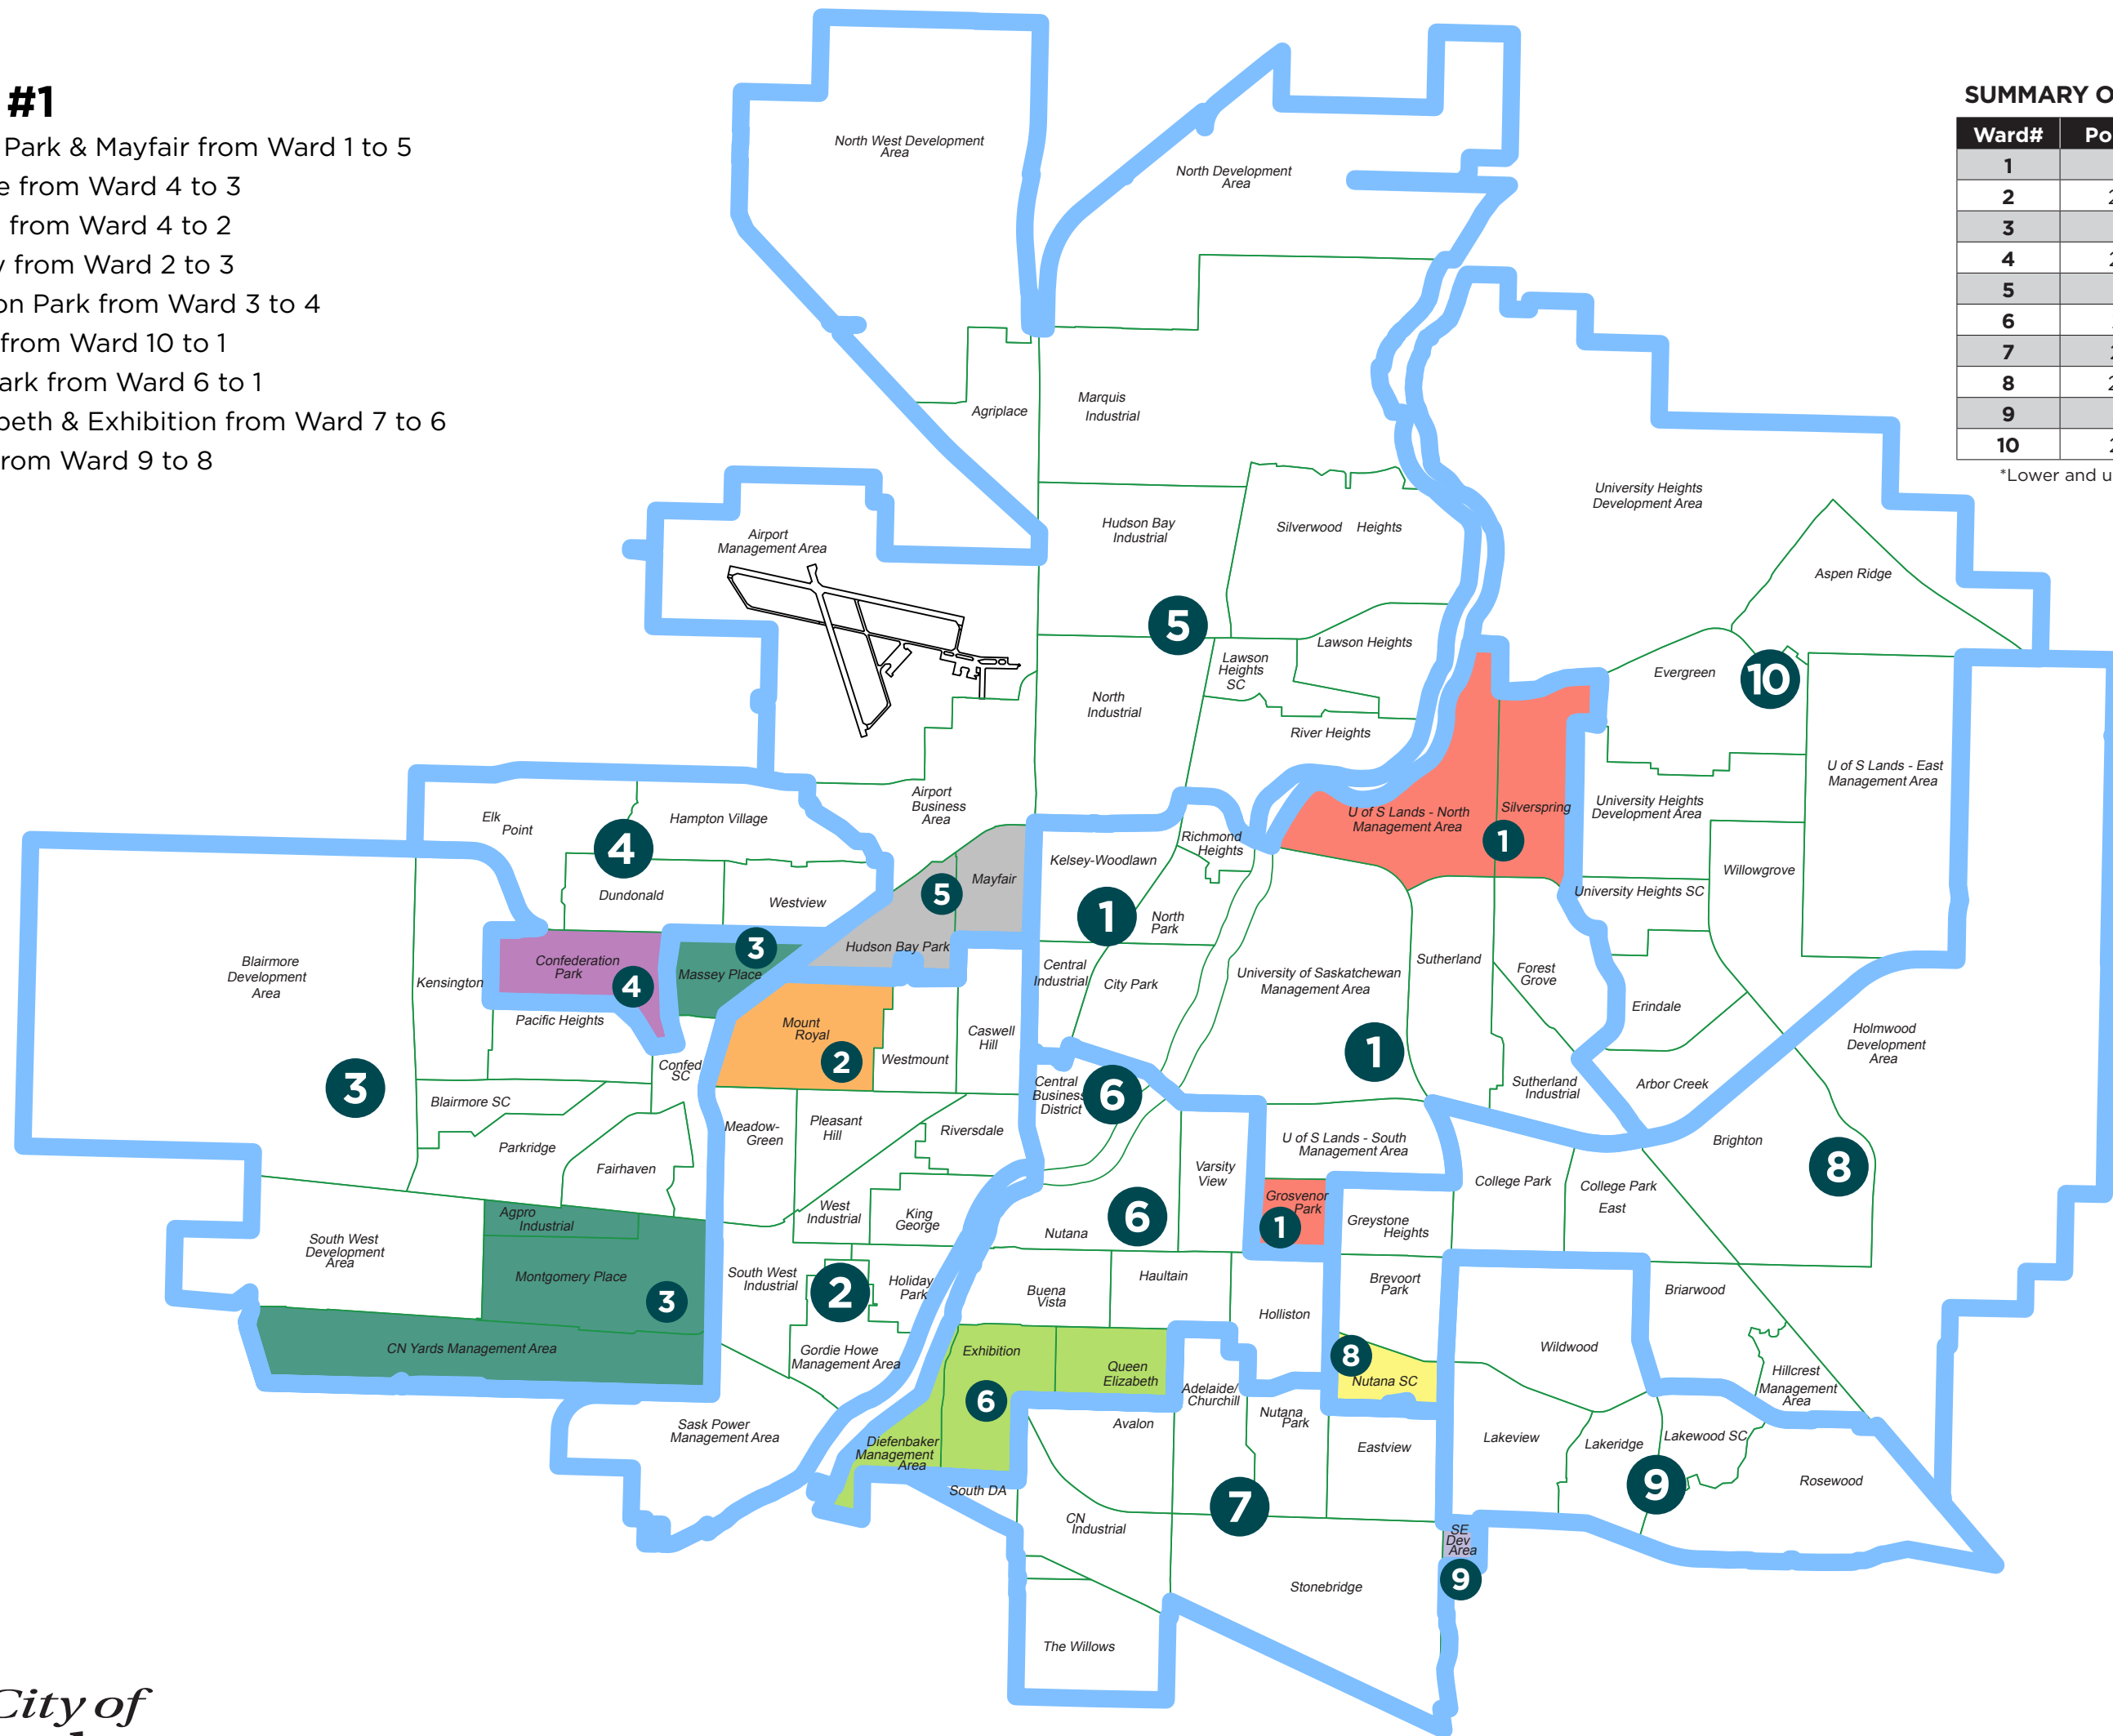 #1
Park & Mayfair from Ward 1 to 5
from Ward 4 to 3
from Ward 4 to 2
from Ward 2 to 3
Park from Ward 3 to 4
from Ward 10 to 1
from Ward 6 to 1
& Exhibition from Ward 7 to 6
from Ward 9 to 8
SUMMARY
Ward#
1
2
3
4
5
6
7
8
9
10
*Lower and
North West Development
Area
North Development
Area
Agriplace
Marquis
Industrial
University Heights
Development Area
Airport
Management Area
Hudson Bay
Industrial
Silverwood Heights
Aspen Ridge
5
Lawson Heights
Lawson
Heights
SC
Evergreen
10
North
Industrial
River Heights
U of S Lands - East
Management Area
Airport
Business
Area
Elk
Point
Hampton Village
4
U of S Lands - North
Management Area
Silverspring
1
University Heights
Development Area
Richmond
Heights
Kelsey-Woodlawn
Mayfair
5
Willowgrove
Dundonald
Westview
University Heights SC
1
North
Park
3
Hudson Bay Park
Confederation
Park
4
Massey Place
Blairmore
Development
Area
Kensington
Central
Industrial
City Park
University of Saskatchewan
Management Area
Sutherland
Forest
Grove
Erindale
Pacific Heights
Mount
Royal
2
Westmount
Caswell
Hill
1
Holmwood
Development
Area
Confed
SC
3
Blairmore SC
Central
Business
District
6
Sutherland
Industrial
Arbor Creek
Meadow-
Green
Pleasant
Hill
Riversdale
Parkridge
Fairhaven
U of S Lands - South
Management Area
Brighton
8
Varsity
View
College Park
College Park
East
Agpro
Industrial
West
Industrial
King
George
Nutana
6
Grosvenor
Park
1
Greystone
Heights
South West
Development
Area
Montgomery Place
3
South West
Industrial
2
Holiday
Park
Buena
Vista
Haultain
Brevoort
Park
Briarwood
Holliston
CN Yards Management Area
Gordie Howe
Management Area
Exhibition
Queen
Elizabeth
8
Nutana SC
Wildwood
Hillcrest
Management
Area
6
Adelaide/
Churchill
Avalon
Nutana
Park
Sask Power
Management Area
Diefenbaker
Management
Area
Eastview
Lakeview
Lakeridge
Lakewood SC
9
Rosewood
South DA
7
CN
Industrial
SE
Dev
Area
9
Stonebridge
The Willows
City of